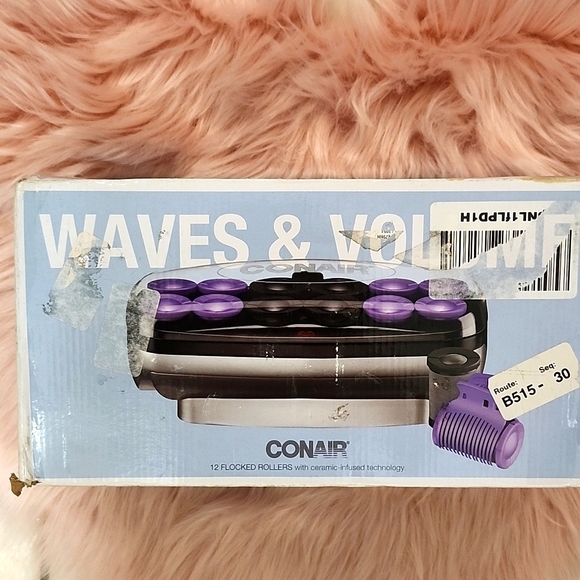 WAVES & VOLUME
CONAIR
Route:
Seq:
B515 - 30
CONAIR®
12 FLOCKED ROLLERS with ceramic-infused technology